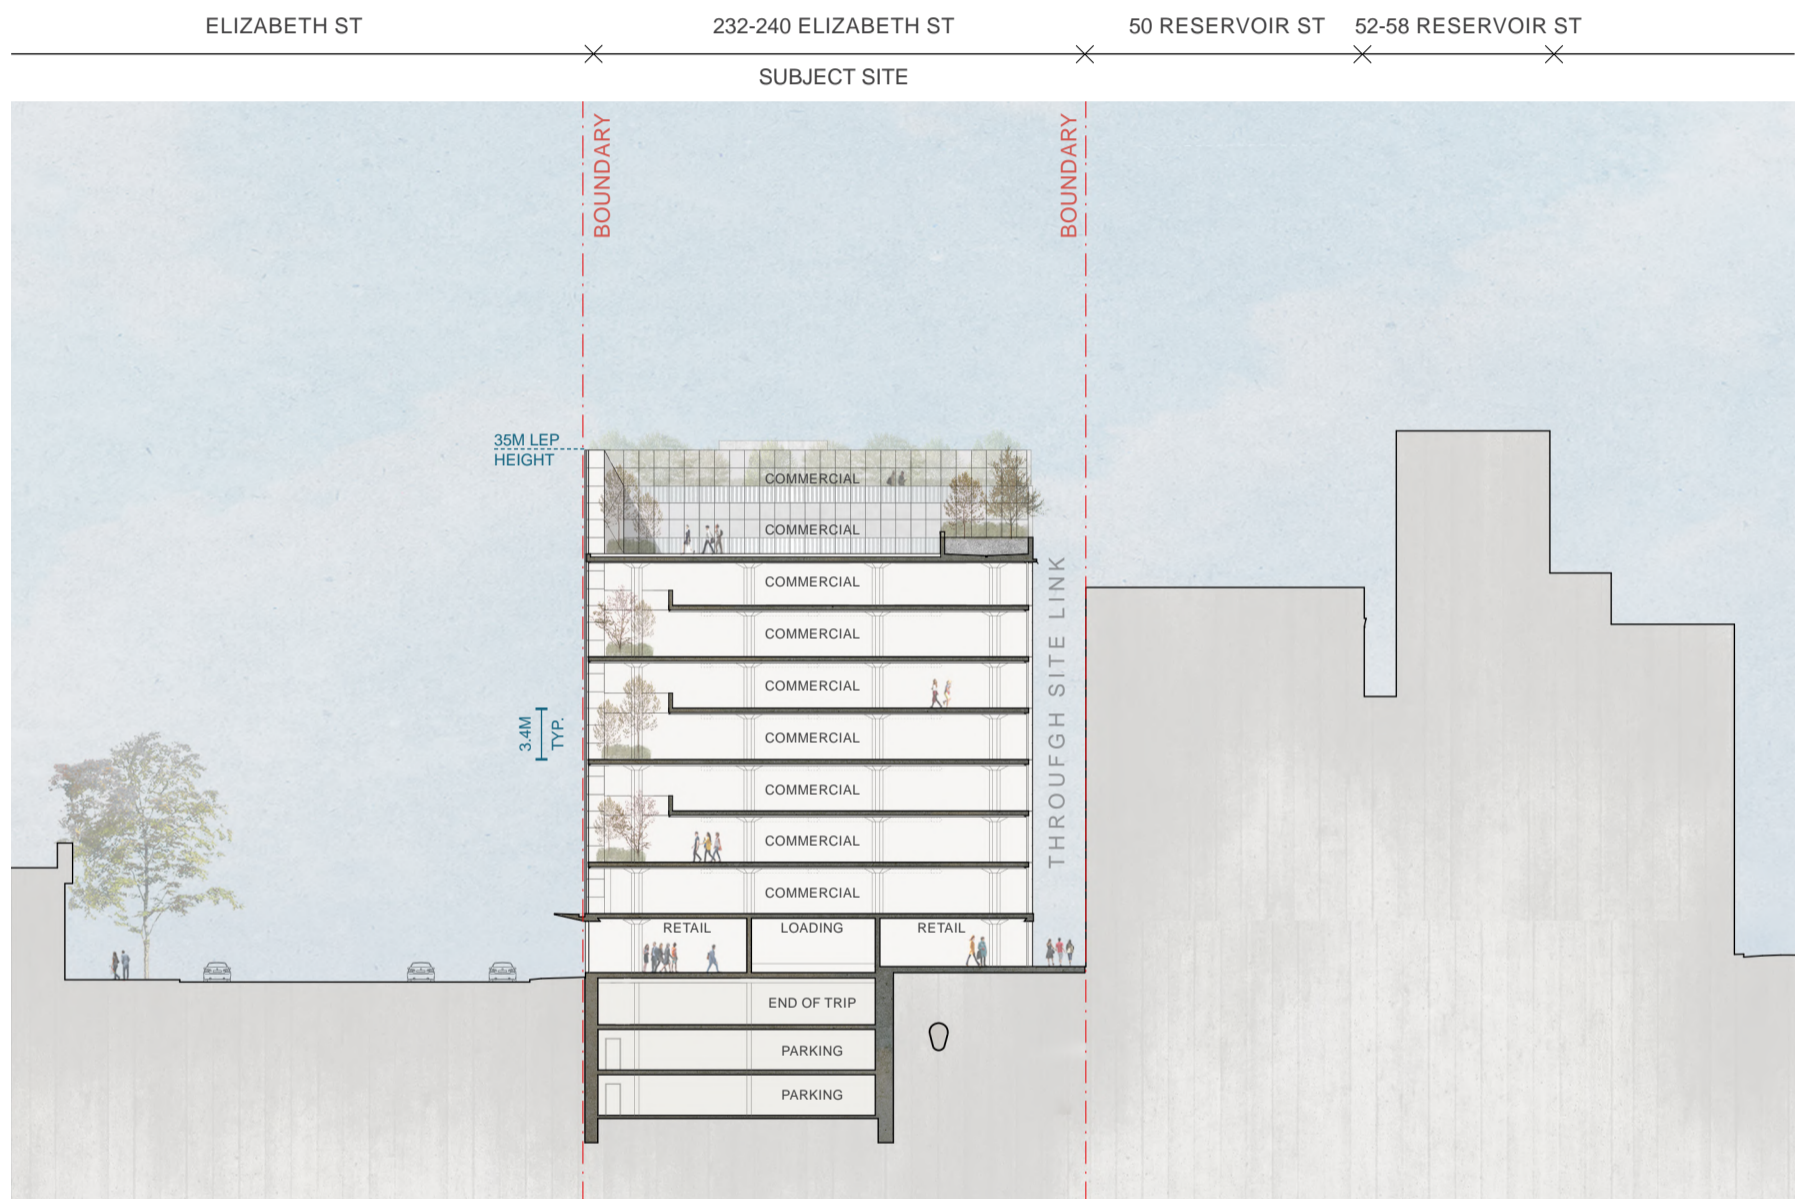 ELIZABETH ST
232-240 ELIZABETH ST
50 RESERVOIR ST
52-58 RESERVOIR ST
SUBJECT SITE
BOUNDARY
BOUNDARY
35M LEP
HEIGHT
COMMERCIAL
COMMERCIAL
COMMERCIAL
COMMERCIAL
COMMERCIAL
COMMERCIAL
COMMERCIAL
COMMERCIAL
COMMERCIAL
3.4M
TYP.
THROUFGH SITE LINK
RETAIL
LOADING
RETAIL
END OF TRIP
PARKING
PARKING